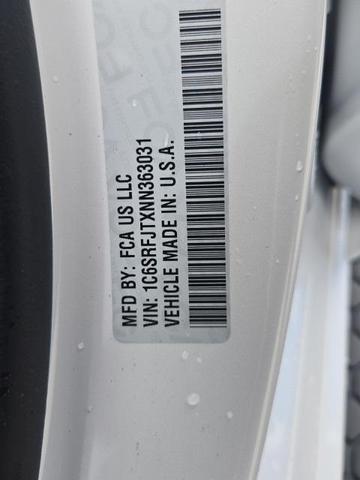 MFD BY: FCA US LLC
VIN: 1C6SRFJTXNN363031
VEHICLE MADE IN: U.S.A.